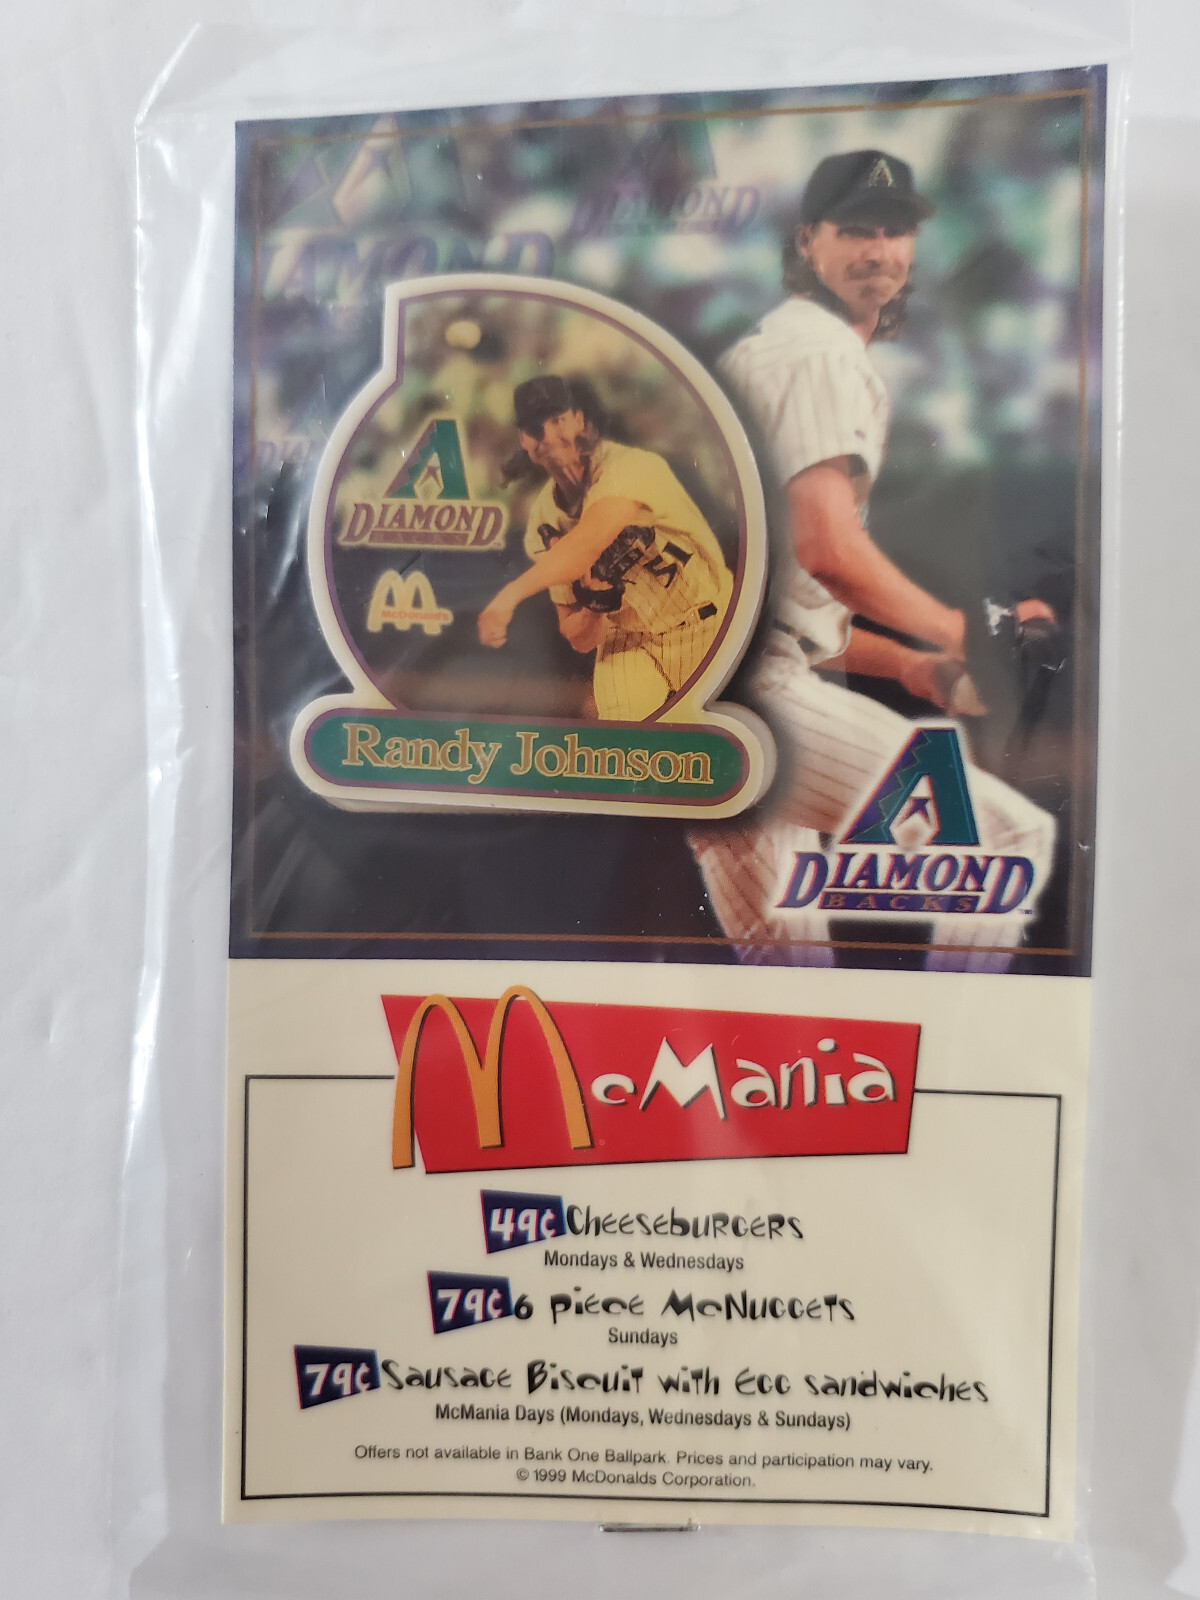 DIAMOND
DIAMOND
DIAMOND
BACKS
McDonald's
51
Randy Johnson
DIAMOND
BACKS
McMania
49¢ Cheeseburgers
Mondays & Wednesdays
79¢ 6 piece McNuggets
Sundays
79¢ Sausage Biscuit with Egg sandwiches
McMania Days (Mondays, Wednesdays & Sundays)
Offers not available in Bank One Ballpark. Prices and participation may vary.
© 1999 McDonalds Corporation.